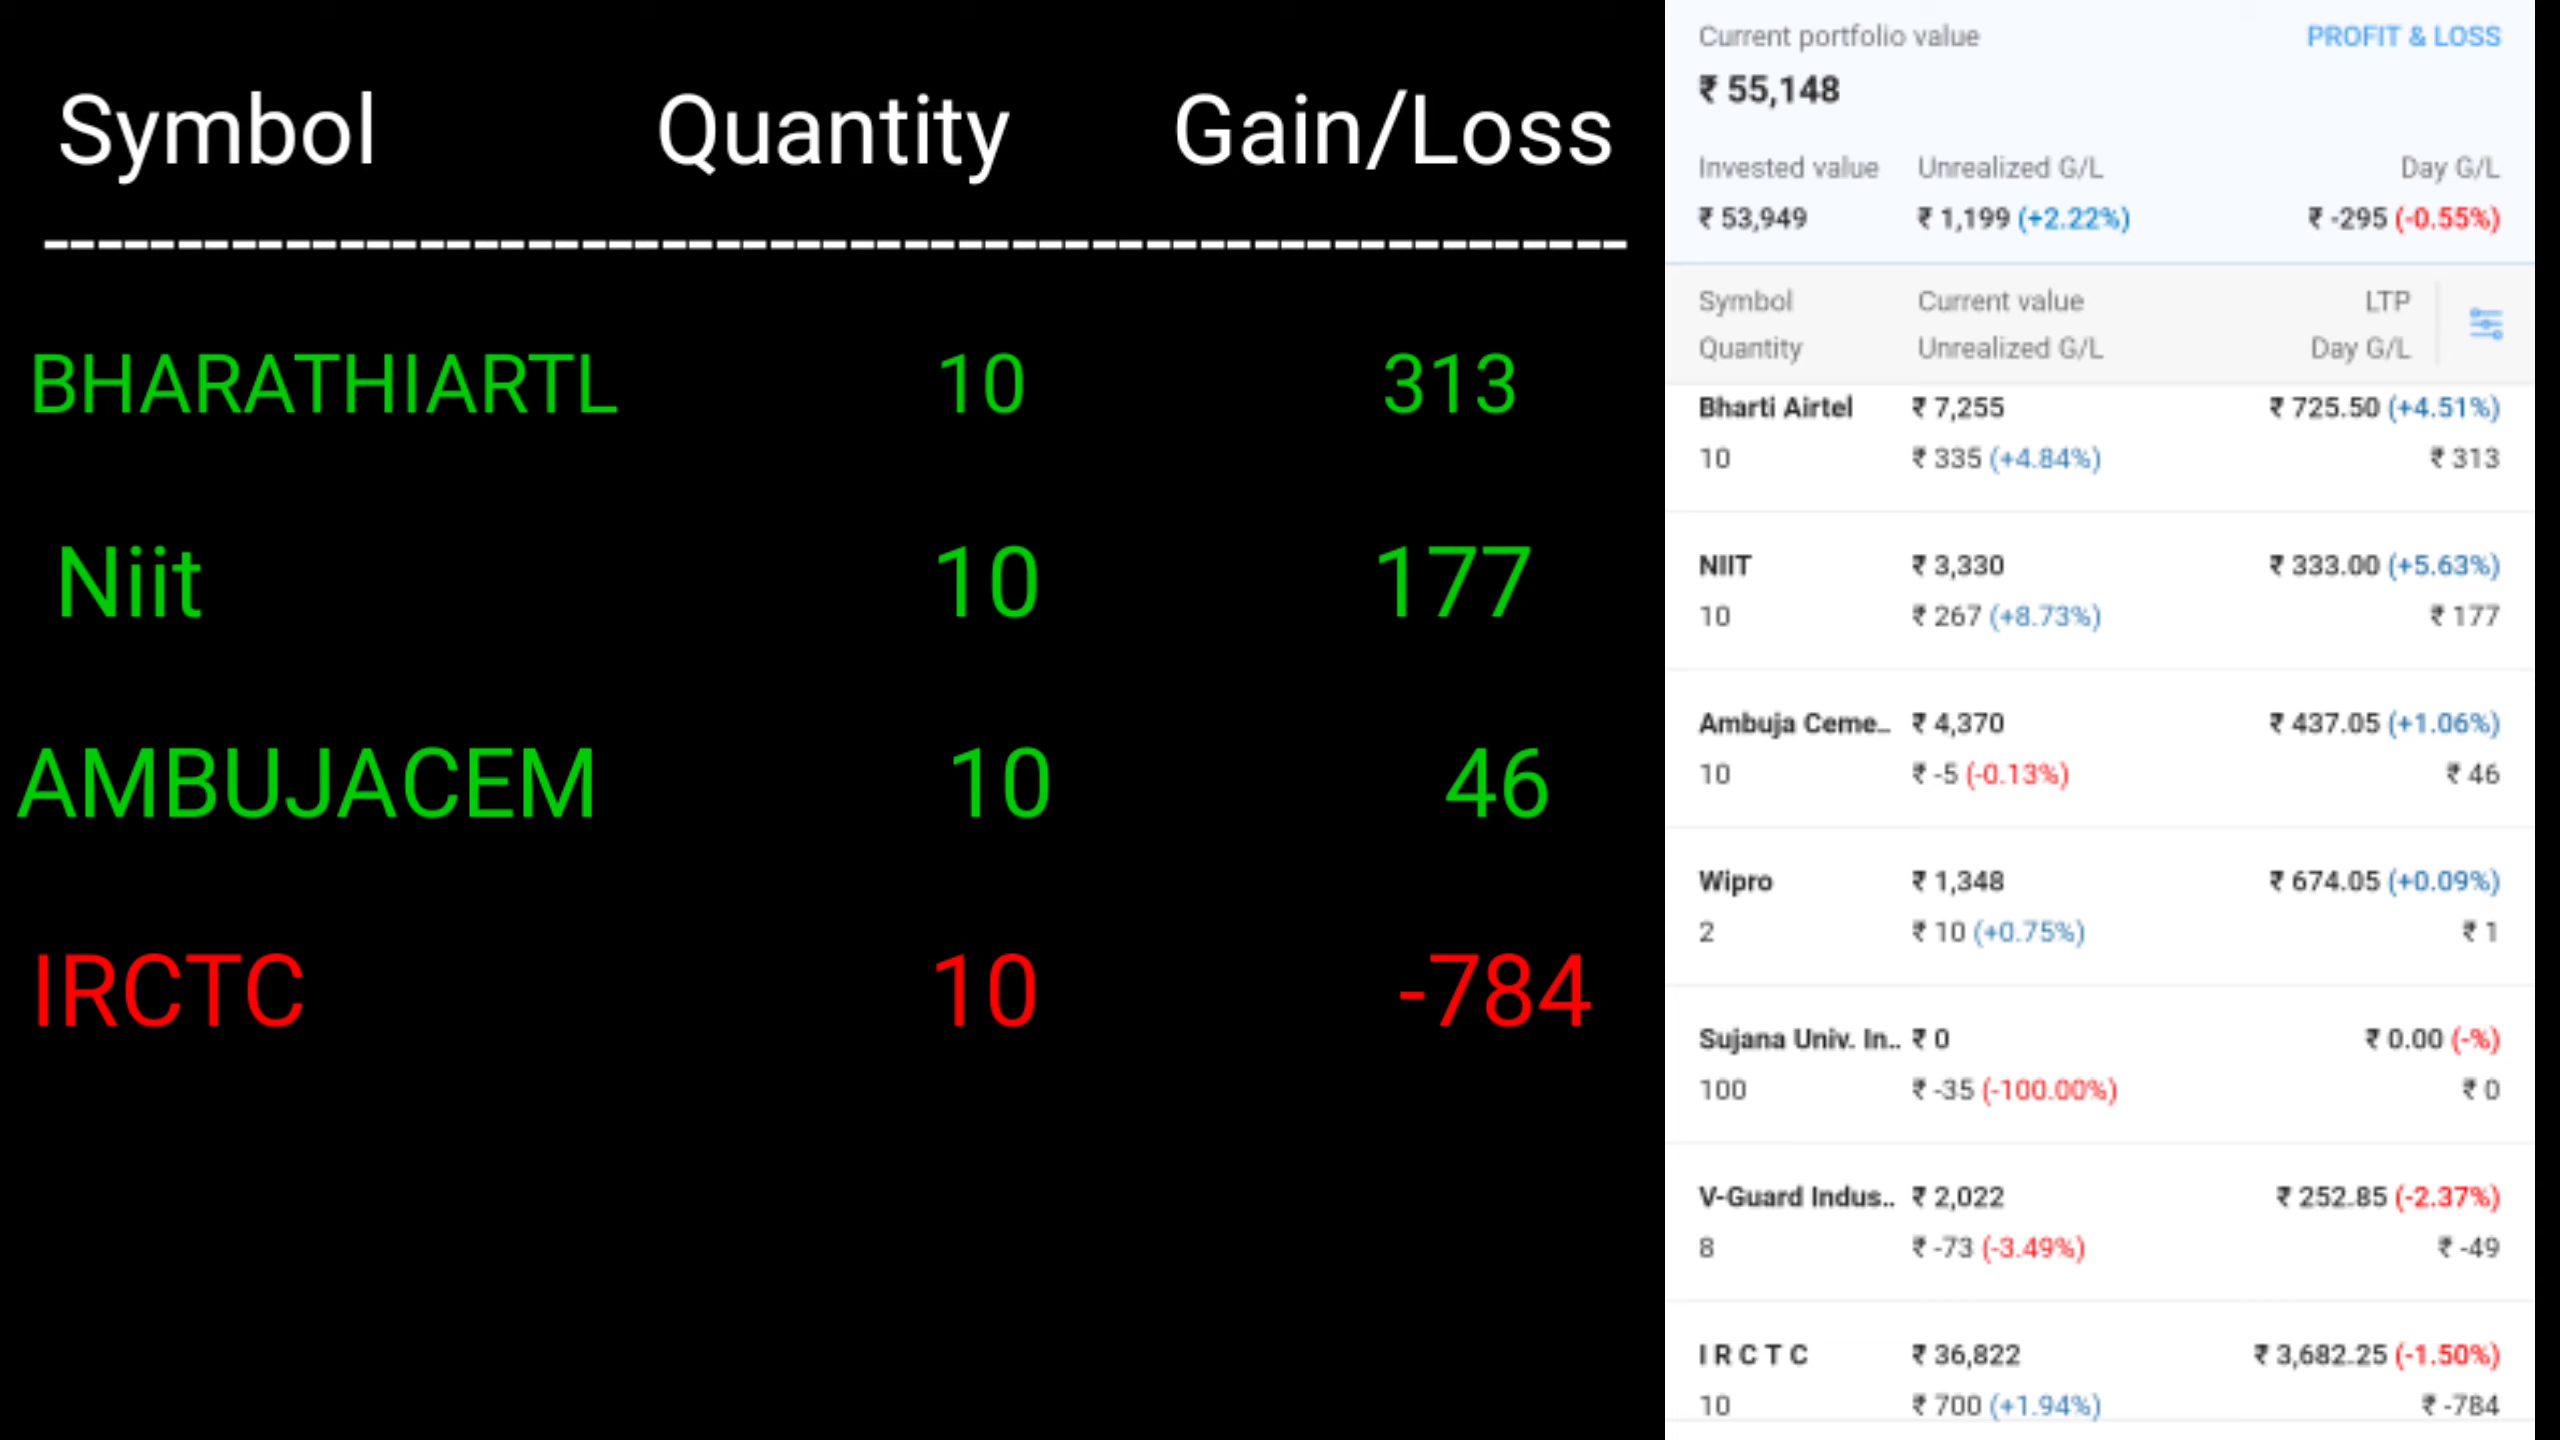 Symbol Quantity Gain/Loss
-----------------------------------------------------------
BHARATHIARTL 10 313
Niit 10 177
AMBUJACEM 10 46
IRCTC 10 -784
Current portfolio value PROFIT & LOSS
₹ 55,148
Invested value Unrealized G/L Day G/L
₹ 53,949 ₹ 1,199 (+2.22%) ₹ -295 (-0.55%)
Symbol Current value LTP
Quantity Unrealized G/L Day G/L
Bharti Airtel ₹ 7,255 ₹ 725.50 (+4.51%)
10 ₹ 335 (+4.84%) ₹ 313
NIIT ₹ 3,330 ₹ 333.00 (+5.63%)
10 ₹ 267 (+8.73%) ₹ 177
Ambuja Ceme.. ₹ 4,370 ₹ 437.05 (+1.06%)
10 ₹ -5 (-0.13%) ₹ 46
Wipro ₹ 1,348 ₹ 674.05 (+0.09%)
2 ₹ 10 (+0.75%) ₹ 1
Sujana Univ. In.. ₹ 0 ₹ 0.00 (-%)
100 ₹ -35 (-100.00%) ₹ 0
V-Guard Indus.. ₹ 2,022 ₹ 252.85 (-2.37%)
8 ₹ -73 (-3.49%) ₹ -49
I R C T C ₹ 36,822 ₹ 3,682.25 (-1.50%)
10 ₹ 700 (+1.94%) ₹ -784